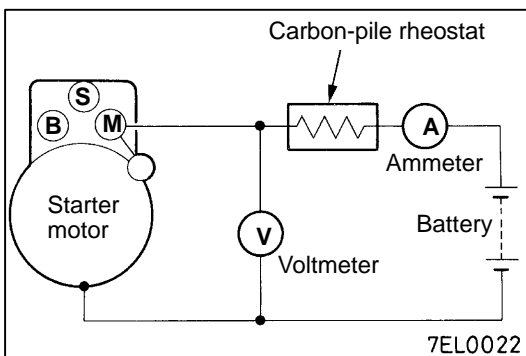 Carbon-pile rheostat
S
B
M
A
Ammeter
Starter
motor
Battery
V
Voltmeter
7EL0022